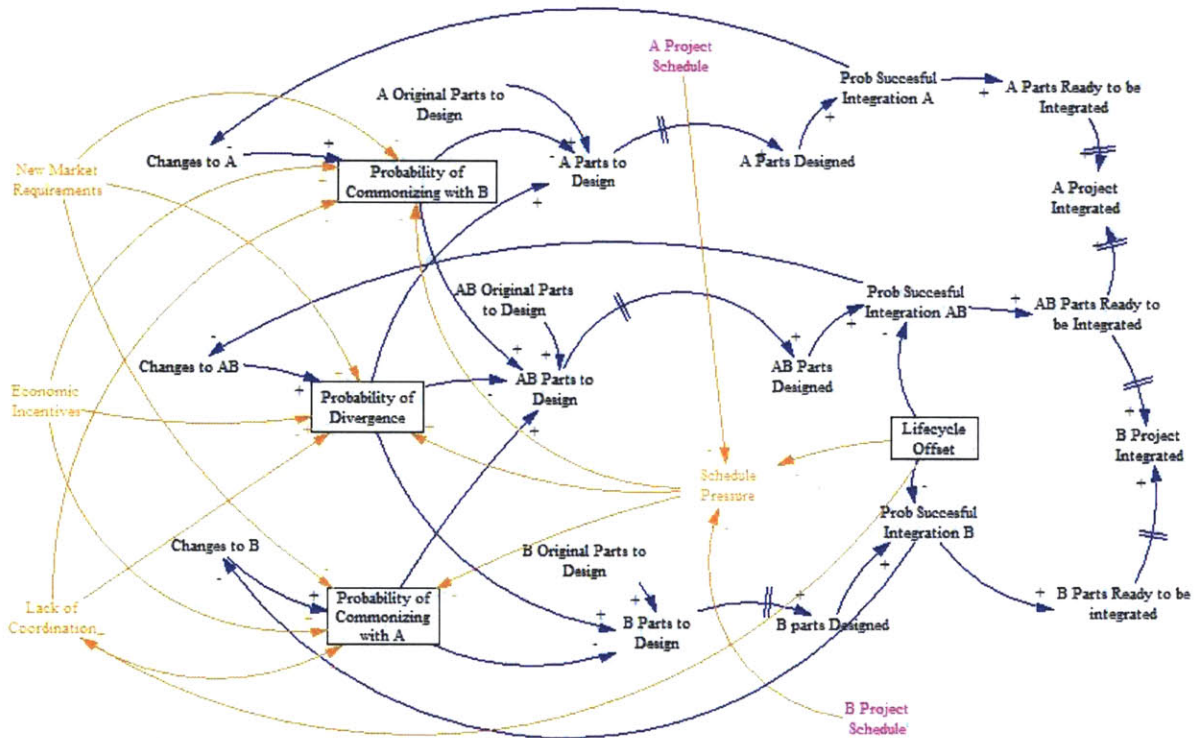 A Project
Schedule
Prob Succesful
Integration A
A Parts Ready to be
Integrated
A Original Parts to
Design
Changes to A
Probability of
Commonizing with B
A Parts to
Design
A Parts Designed
New Market
Requirements
A Project
Integrated
AB Original Parts
to Design
Prob Succesful
Integration AB
AB Parts Ready to
be Integrated
Changes to AB
AB Parts to
Design
AB Parts
Designed
Economic
Incentives
Probability of
Divergence
Lifecycle
Offset
B Project
Integrated
Schedule
Pressure
Prob Succesful
Integration B
Changes to B
B Original Parts to
Design
Lack of
Coordination
Probability of
Commonizing
with A
B Parts to
Design
B parts Designed
B Parts Ready to be
integrated
B Project
Schedule